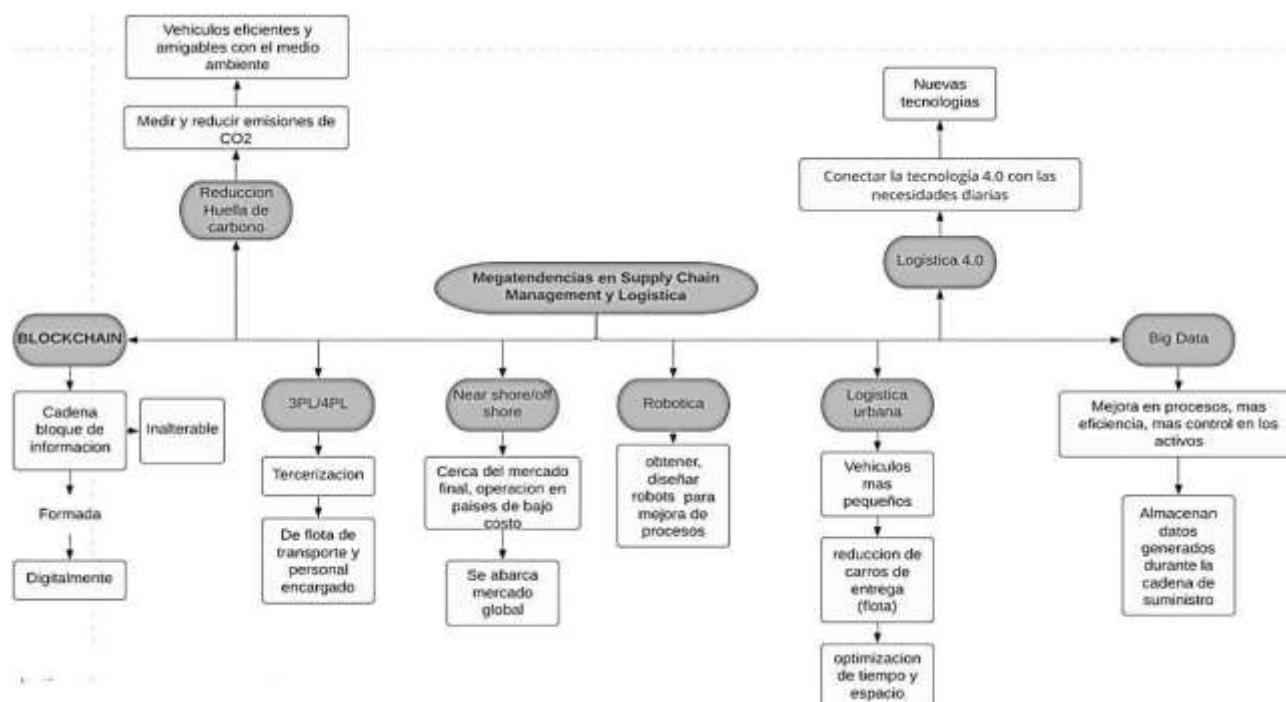 Vehiculos eficientes y
amigables con el medio
ambiente
Medir y reducir emisiones de
CO2
Reduccion
Huella de
carbono
Nuevas
tecnologias
Conectar la tecnología 4.0 con las
necesidades diarias
Logistica 4.0
Megatendencias en Supply Chain
Management y Logistica
BLOCKCHAIN
Cadena
bloque de
informacion
Inalterable
Formada
Digitalmente
3PL/4PL
Tercerizacion
De flota de
transporte y
personal
encargado
Near shore/off
shore
Cerca del mercado
final, operacion en
paises de bajo
costo
Se abarca
mercado
global
Robotica
obtener,
diseñar
robots para
mejora de
procesos
Logistica
urbana
Vehiculos
mas
pequeños
reduccion de
carros de
entrega
(flota)
optimizacion
de tiempo y
espacio
Big Data
Mejora en procesos, mas
eficiencia, mas control en los
activos
Almacenan
datos
generados
durante la
cadena de
suministro